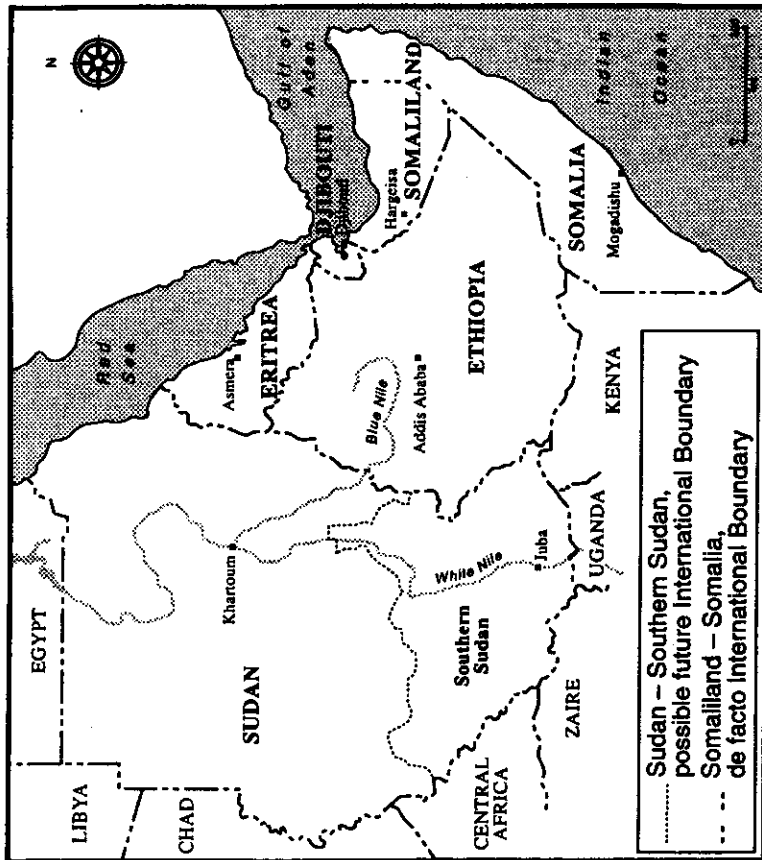 N
LIBYA
EGYPT
Red
Sea
Gulf of
Aden
CHAD
SUDAN
Khartoum
Asmera
ERITREA
DJIBOUTI
Djibouti
Blue Nile
Hargeisa
SOMALILAND
Addis Ababa
ETHIOPIA
CENTRAL
AFRICA
Southern
Sudan
White Nile
Juba
SOMALIA
Mogadishu
Indian
Ocean
ZAIRE
UGANDA
KENYA
Sudan – Southern Sudan,
possible future International Boundary
Somaliland – Somalia,
de facto International Boundary
0